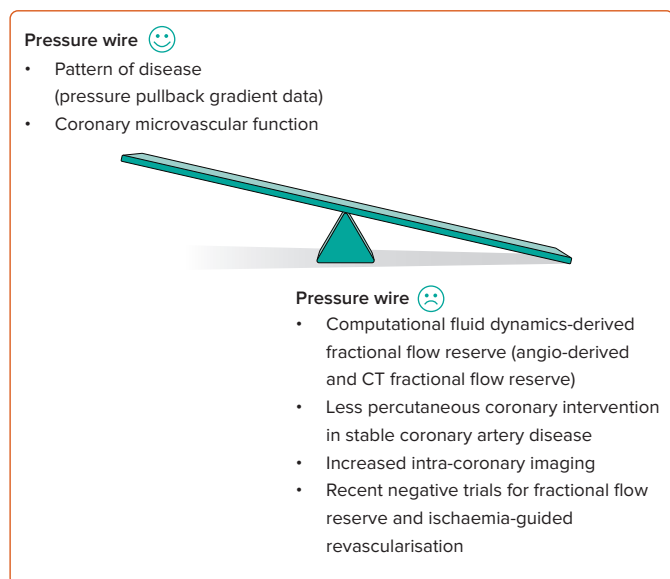 Pressure wire
• Pattern of disease
(pressure pullback gradient data)
• Coronary microvascular function
Pressure wire
• Computational fluid dynamics-derived
fractional flow reserve (angio-derived
and CT fractional flow reserve)
• Less percutaneous coronary intervention
in stable coronary artery disease
• Increased intra-coronary imaging
• Recent negative trials for fractional flow
reserve and ischaemia-guided
revascularisation